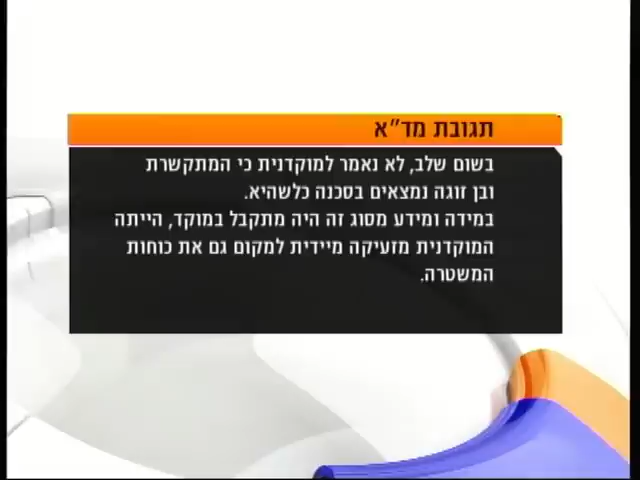 תגובת מד"א
בשום שלב, לא נאמר למוקדנית כי המתקשרת
ובן זוגה נמצאים בסכנה כלשהיא.
במידה ומידע מסוג זה היה מתקבל במוקד, הייתה
המוקדנית מזעיקה מיידית למקום גם את כוחות
המשטרה.